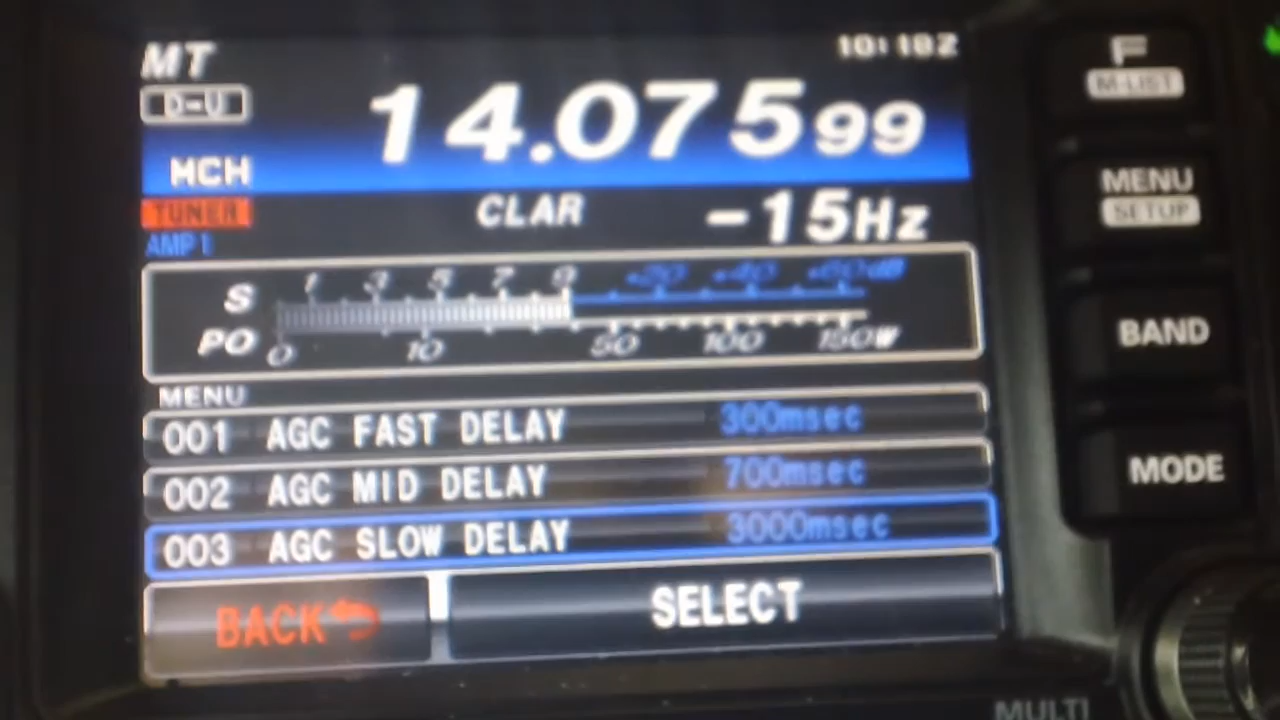 MT 10:18Z
D-U 14.075 99
MCH
TUNER CLAR -15Hz
AMP1
S 1 3 5 7 9 +20 +40 +60dB
PO 0 10 50 100 150W
MENU
001 AGC FAST DELAY 300msec
002 AGC MID DELAY 700msec
003 AGC SLOW DELAY 3000msec
BACK SELECT
F
M-LIST
MENU
SETUP
BAND
MODE
MULTI